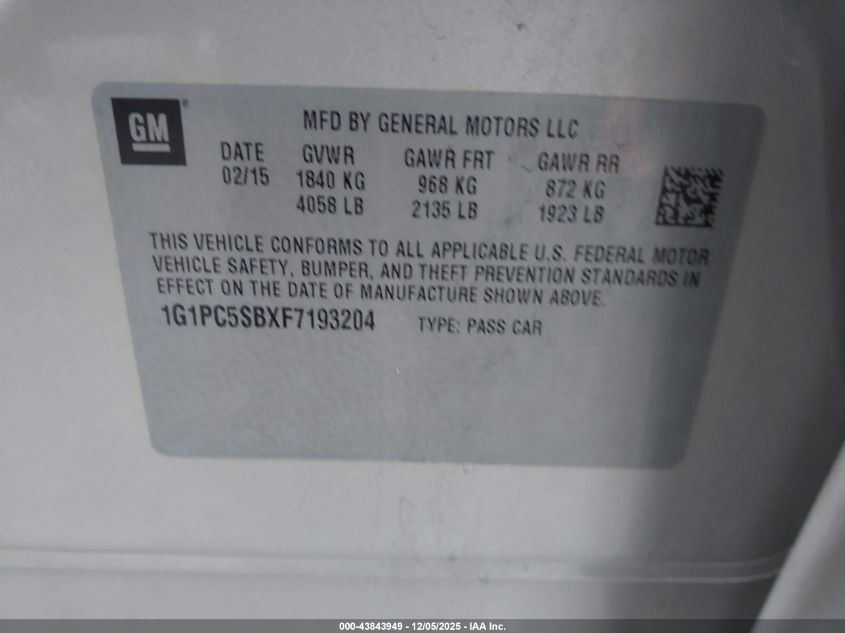 GM®
MFD BY GENERAL MOTORS LLC
DATE GVWR GAWR FRT GAWR RR
02/15 1840 KG 968 KG 872 KG
4058 LB 2135 LB 1923 LB
THIS VEHICLE CONFORMS TO ALL APPLICABLE U.S. FEDERAL MOTOR
VEHICLE SAFETY, BUMPER, AND THEFT PREVENTION STANDARDS IN
EFFECT ON THE DATE OF MANUFACTURE SHOWN ABOVE.
1G1PC5SBXF7193204 TYPE: PASS CAR
000-43843949 - 12/05/2025 - IAA Inc.